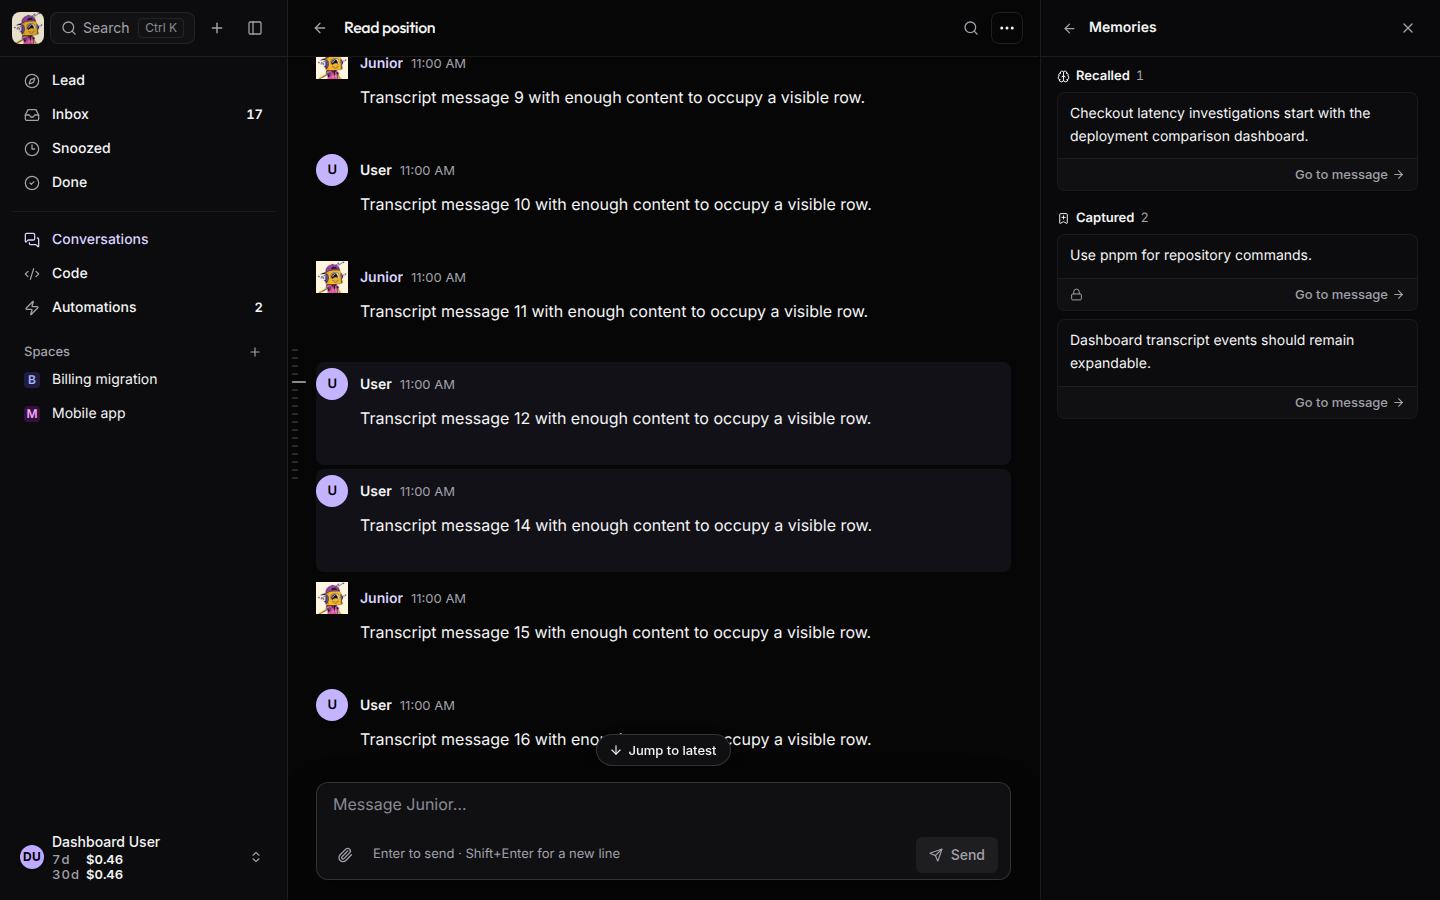 Search Ctrl K
Lead
Inbox 17
Snoozed
Done
Conversations
Code
Automations 2
Spaces
B Billing migration
M Mobile app
DU Dashboard User
7d $0.46
30d $0.46
Read position
Junior 11:00 AM
Transcript message 9 with enough content to occupy a visible row.
U User 11:00 AM
Transcript message 10 with enough content to occupy a visible row.
Junior 11:00 AM
Transcript message 11 with enough content to occupy a visible row.
U User 11:00 AM
Transcript message 12 with enough content to occupy a visible row.
U User 11:00 AM
Transcript message 14 with enough content to occupy a visible row.
Junior 11:00 AM
Transcript message 15 with enough content to occupy a visible row.
U User 11:00 AM
Transcript message 16 with occupy a visible row.
Jump to latest
Message Junior...
Enter to send · Shift+Enter for a new line
Send
Memories
Recalled 1
Checkout latency investigations start with the
deployment comparison dashboard.
Go to message
Captured 2
Use pnpm for repository commands.
Go to message
Dashboard transcript events should remain
expandable.
Go to message